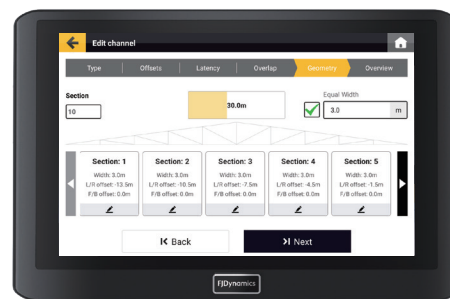 Edit channel
Type Offsets Latency Overlap Geometry Overview
Section
10
30.0m
Equal Width
3.0 m
Section: 1 Section: 2 Section: 3 Section: 4 Section: 5
Width: 3.0m Width: 3.0m Width: 3.0m Width: 3.0m Width: 3.0m
L/R offset: -13.5m L/R offset: -10.5m L/R offset: -7.5m L/R offset: -4.5m L/R offset: -1.5m
F/B offset: 0.0m F/B offset: 0.0m F/B offset: 0.0m F/B offset: 0.0m F/B offset: 0.0m
Back Next
FJDynamics